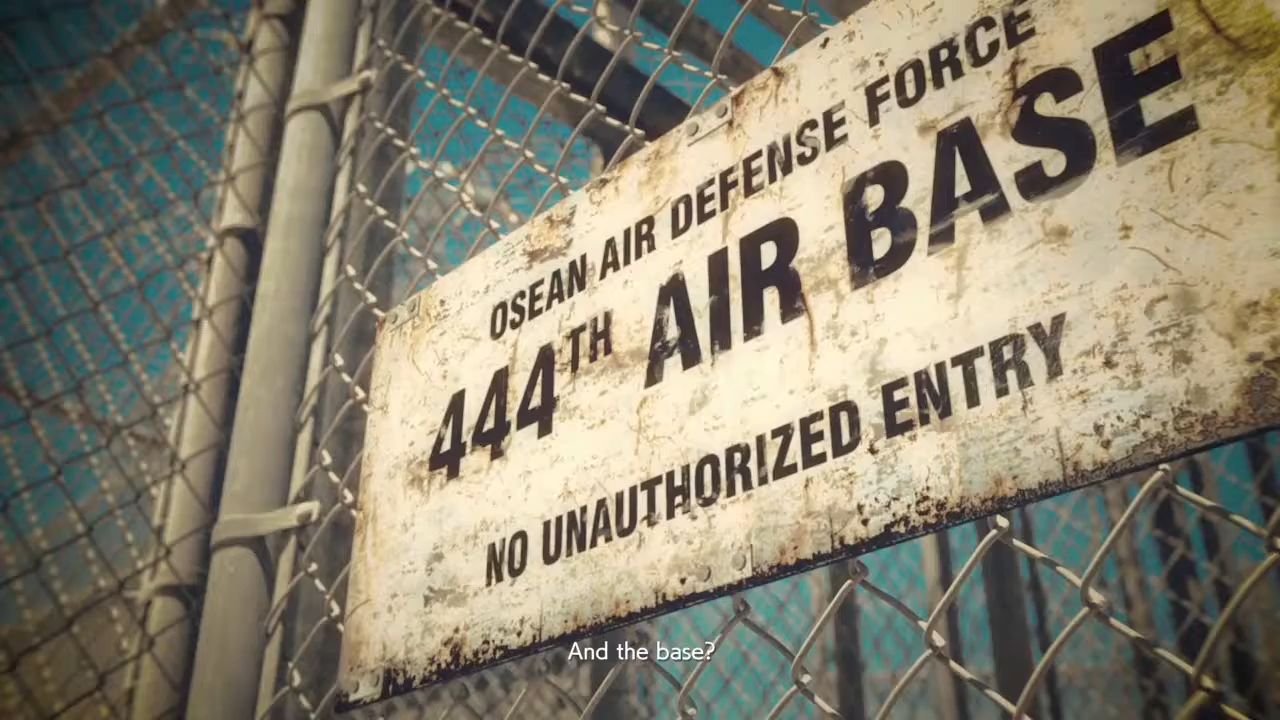 OSEAN AIR DEFENSE FORCE
444TH AIR BASE
NO UNAUTHORIZED ENTRY
And the base?